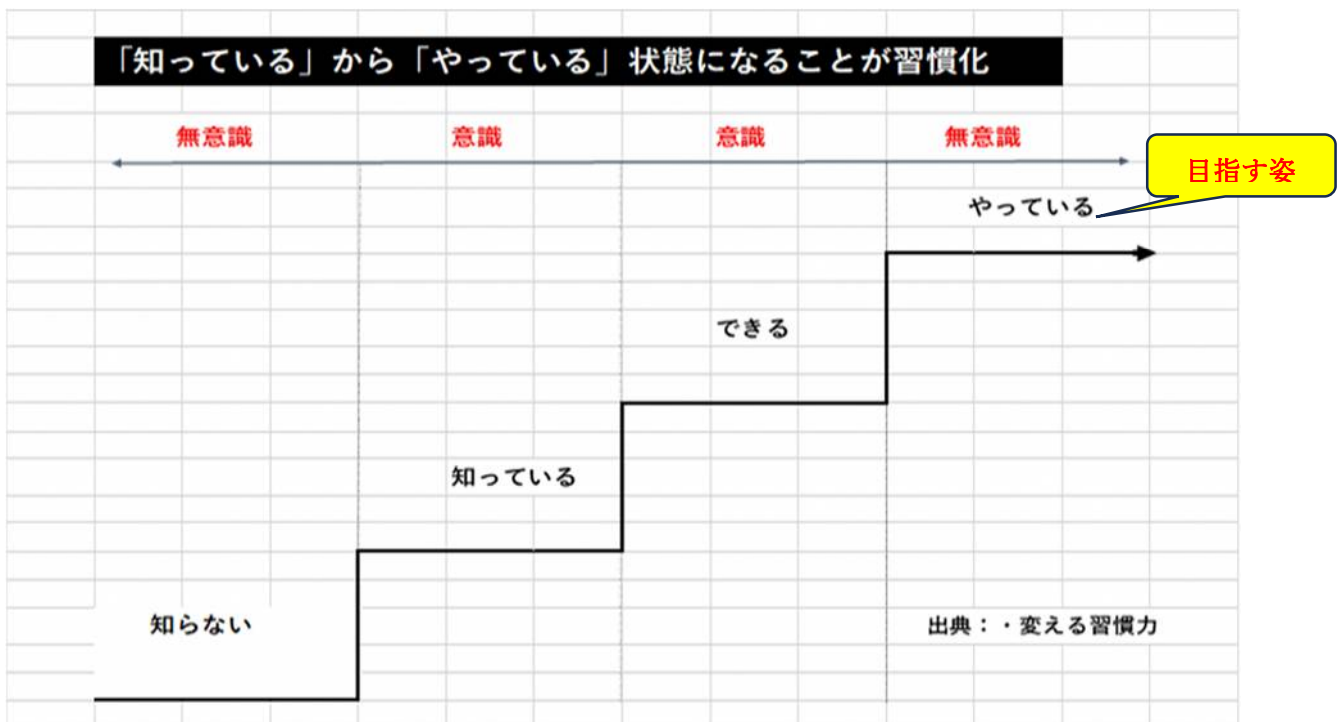 「知っている」から「やっている」状態になることが習慣化
無意識
意識
意識
無意識
目指す姿
やっている
できる
知っている
知らない
出典：・変える習慣力